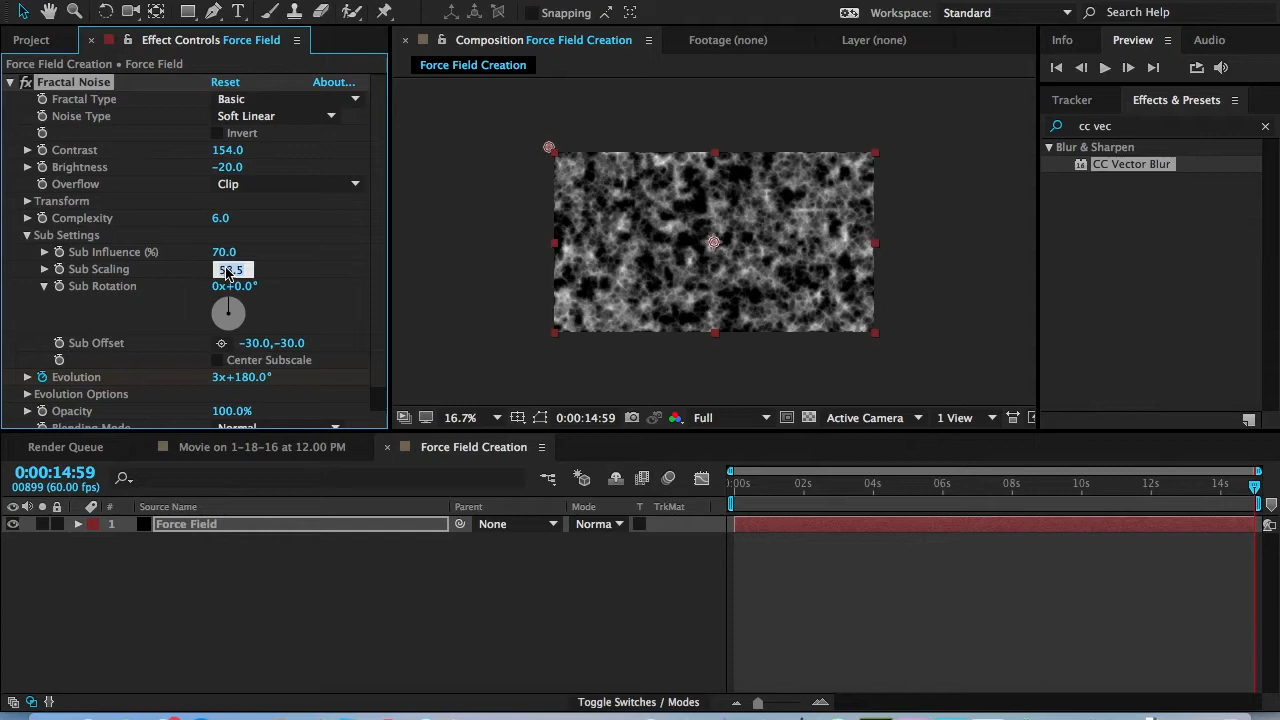 Snapping
Workspace: Standard
Search Help
Project
Effect Controls Force Field
Composition Force Field Creation
Footage (none)
Layer (none)
Info
Preview
Audio
Force Field Creation • Force Field
Force Field Creation
fx Fractal Noise Reset About...
Fractal Type Basic
Noise Type Soft Linear
Invert
Contrast 154.0
Brightness -20.0
Overflow Clip
Transform
Complexity 6.0
Sub Settings
Sub Influence (%) 70.0
Sub Scaling
Sub Rotation 0x+0.0°
Sub Offset -30.0,-30.0
Center Subscale
Evolution 3x+180.0°
Evolution Options
Opacity 100.0%
Blending Mode Normal
Tracker
Effects & Presets
cc vec
Blur & Sharpen
16 CC Vector Blur
16.7% 0:00:14:59 Full Active Camera 1 View
Render Queue
Movie on 1-18-16 at 12.00 PM
Force Field Creation
0:00:14:59
00899 (60.00 fps)
# Source Name Parent Mode T TrkMat
1 Force Field None Norma
:00s 02s 04s 06s 08s 10s 12s 14s
Toggle Switches / Modes